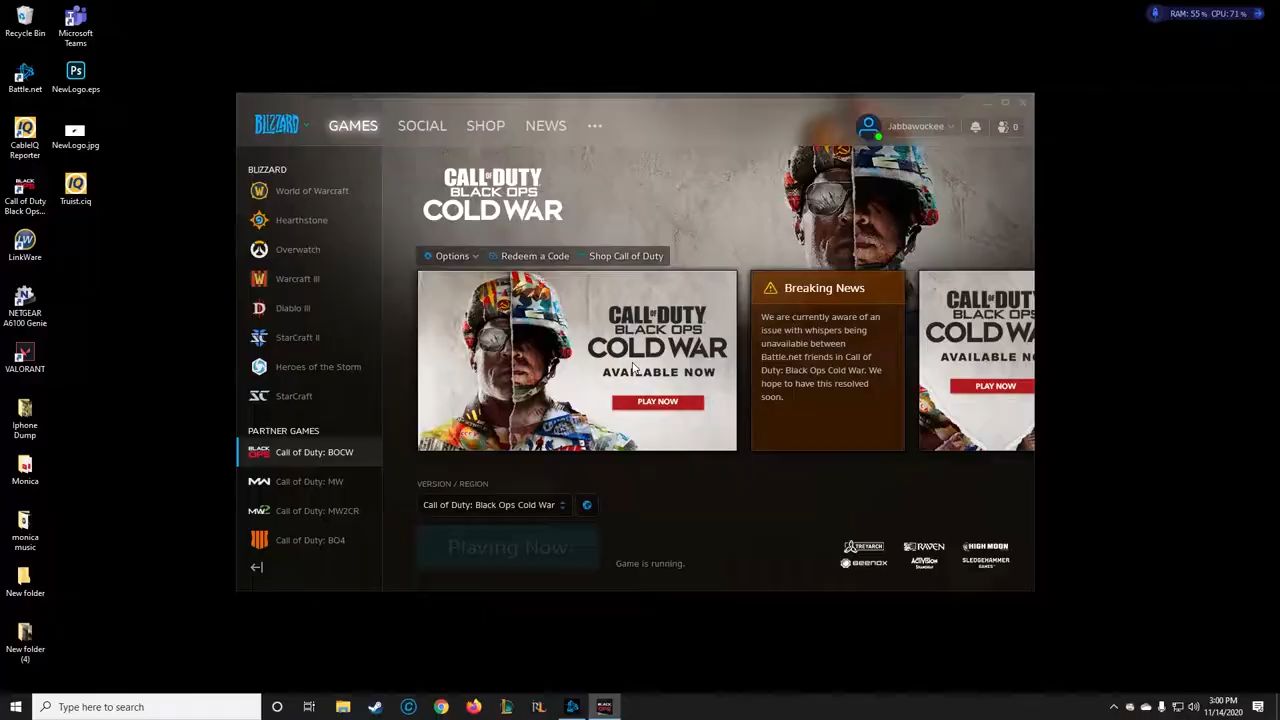 Recycle Bin
Microsoft
Teams
Battle.net
NewLogo.eps
CableIQ
Reporter
NewLogo.jpg
Call of Duty
Black Ops...
Truist.ciq
LinkWare
NETGEAR
A6100 Genie
VALORANT
Iphone
Dump
Monica
monica
music
New folder
New folder
(4)
RAM: 55% CPU: 71%
BLIZZARD
GAMES
SOCIAL
SHOP
NEWS
Jabbawockee
0
BLIZZARD
World of Warcraft
Hearthstone
Overwatch
Warcraft III
Diablo III
StarCraft II
Heroes of the Storm
StarCraft
PARTNER GAMES
Call of Duty: BOCW
Call of Duty: MW
Call of Duty: MW2CR
Call of Duty: BO4
CALL OF DUTY
BLACK OPS
COLD WAR
Options
Redeem a Code
Shop Call of Duty
CALL OF DUTY
BLACK OPS
COLD WAR
AVAILABLE NOW
PLAY NOW
Breaking News
We are currently aware of an
issue with whispers being
unavailable between
Battle.net friends in Call of
Duty: Black Ops Cold War. We
hope to have this resolved
soon.
CALL OF DU
BLACK OP
COLD W
AVAILABLE N
PLAY NOW
VERSION / REGION
Call of Duty: Black Ops Cold War
Playing Now
Game is running.
TREYARCH
RAVEN
HIGH MOON
BEENOX
ACTIVISION
SLEDGEHAMMER
GAMES
Type here to search
3:00 PM
11/14/2020